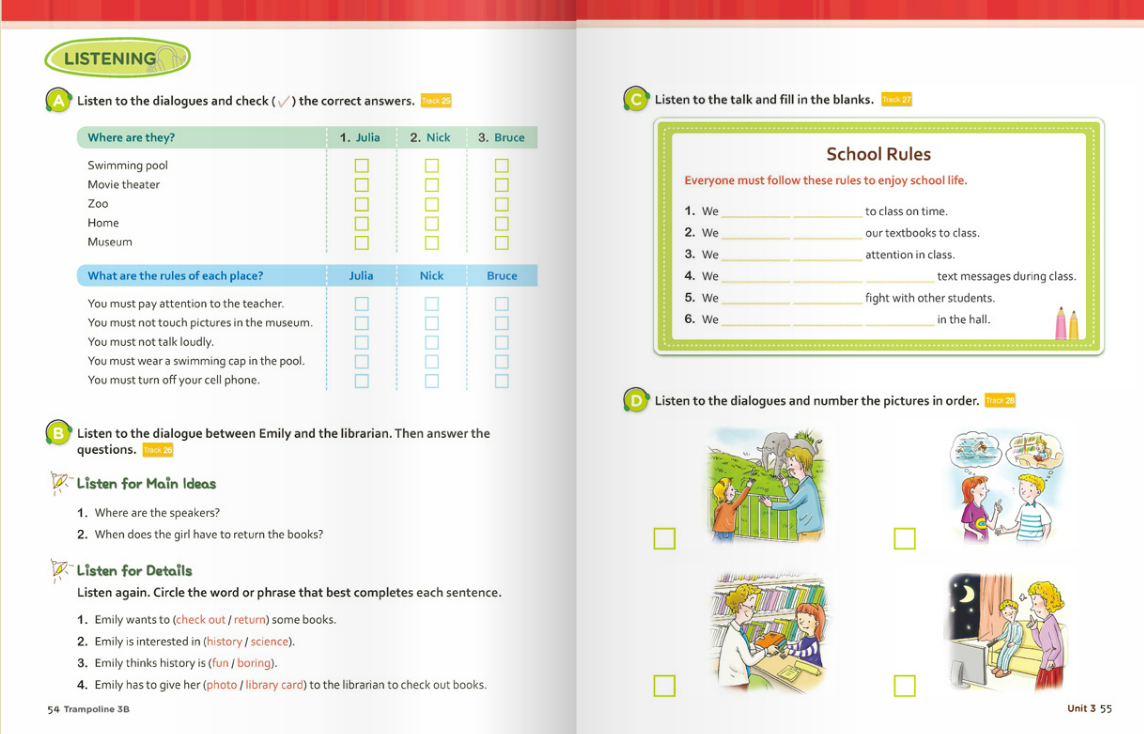 LISTENING
A Listen to the dialogues and check (✓) the correct answers. Track 25
Where are they? 1. Julia 2. Nick 3. Bruce
Swimming pool
Movie theater
Zoo
Home
Museum
What are the rules of each place? Julia Nick Bruce
You must pay attention to the teacher.
You must not touch pictures in the museum.
You must not talk loudly.
You must wear a swimming cap in the pool.
You must turn off your cell phone.
B Listen to the dialogue between Emily and the librarian. Then answer the
questions. Track 26
Listen for Main Ideas
1. Where are the speakers?
2. When does the girl have to return the books?
Listen for Details
Listen again. Circle the word or phrase that best completes each sentence.
1. Emily wants to (check out / return) some books.
2. Emily is interested in (history / science).
3. Emily thinks history is (fun / boring).
4. Emily has to give her (photo / library card) to the librarian to check out books.
54 Trampoline 3B
C Listen to the talk and fill in the blanks. Track 27
School Rules
Everyone must follow these rules to enjoy school life.
1. We __________ __________ to class on time.
2. We __________ __________ our textbooks to class.
3. We __________ __________ attention in class.
4. We __________ __________ __________ text messages during class.
5. We __________ __________ fight with other students.
6. We __________ __________ __________ in the hall.
D Listen to the dialogues and number the pictures in order. Track 28
Unit 3 55